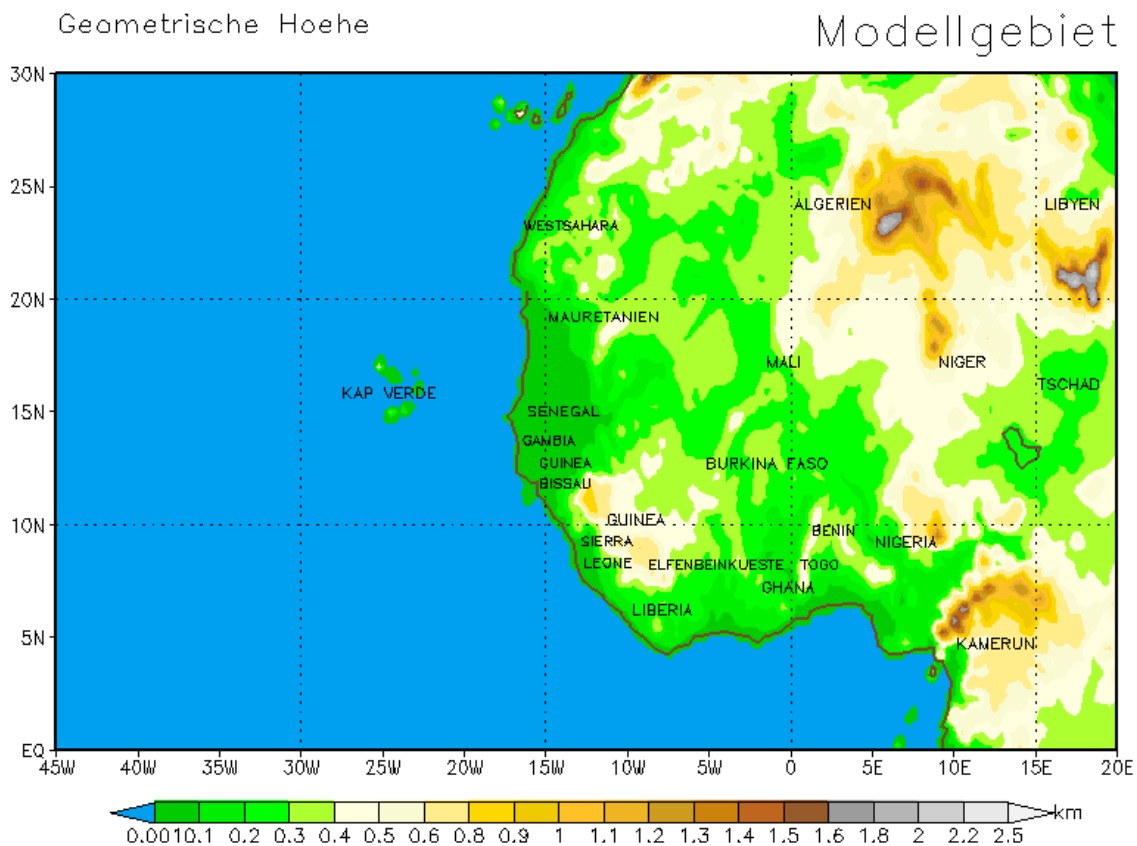 Geometrische Hoehe
Modellgebiet
30N
25N
20N
15N
10N
5N
EQ
ALGERIEN
LIBYEN
WESTSAHARA
MAURETANIEN
MALI
NIGER
TSCHAD
KAP VERDE
SENEGAL
GAMBIA
GUINEA
BISSAU
BURKINA FASO
GUINEA
BENIN
NIGERIA
SIERRA
LEONE
ELFENBEINKUESTE
TOGO
GHANA
LIBERIA
KAMERUN
45W 40W 35W 30W 25W 20W 15W 10W 5W 0 5E 10E 15E 20E
km
0.001 0.1 0.2 0.3 0.4 0.5 0.6 0.8 0.9 1 1.1 1.2 1.3 1.4 1.5 1.6 1.8 2 2.2 2.5